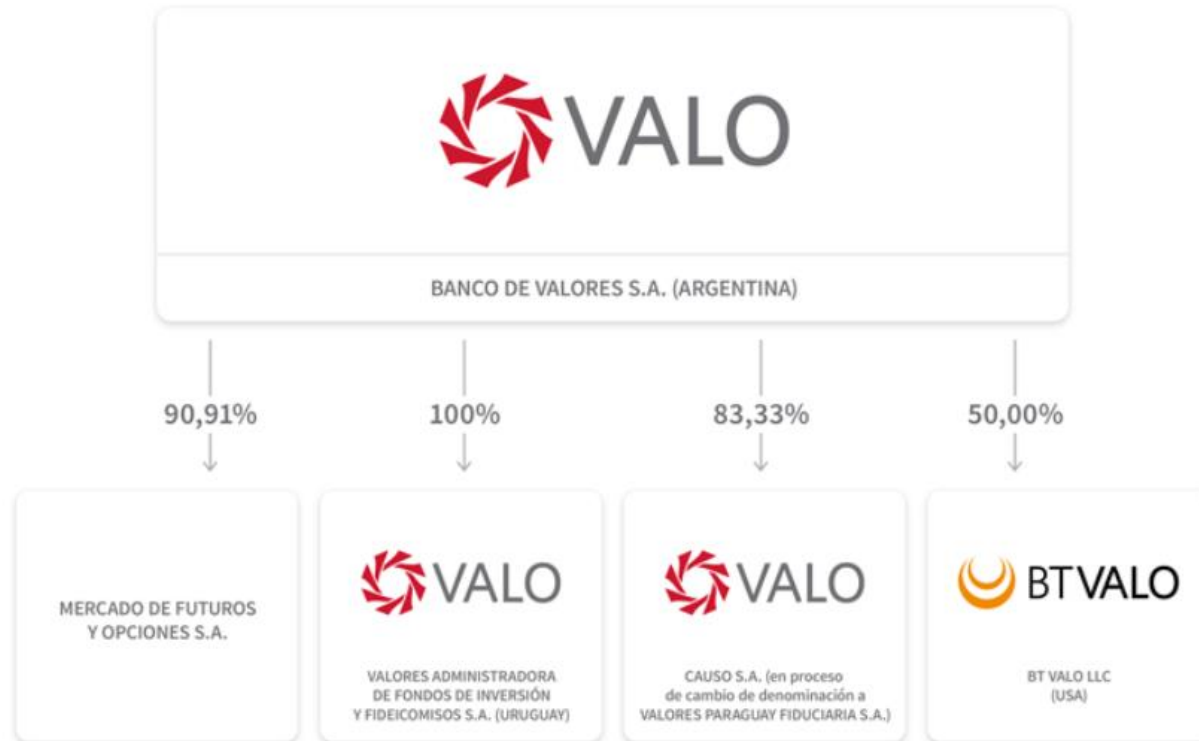 VALO
BANCO DE VALORES S.A. (ARGENTINA)
90,91%
100%
83,33%
50,00%
MERCADO DE FUTUROS
Y OPCIONES S.A.
VALO
VALORES ADMINISTRADORA
DE FONDOS DE INVERSIÓN
Y FIDEICOMISOS S.A. (URUGUAY)
VALO
CAUSO S.A. (en proceso
de cambio de denominación a
VALORES PARAGUAY FIDUCIARIA S.A.)
BTVALO
BT VALO LLC
(USA)